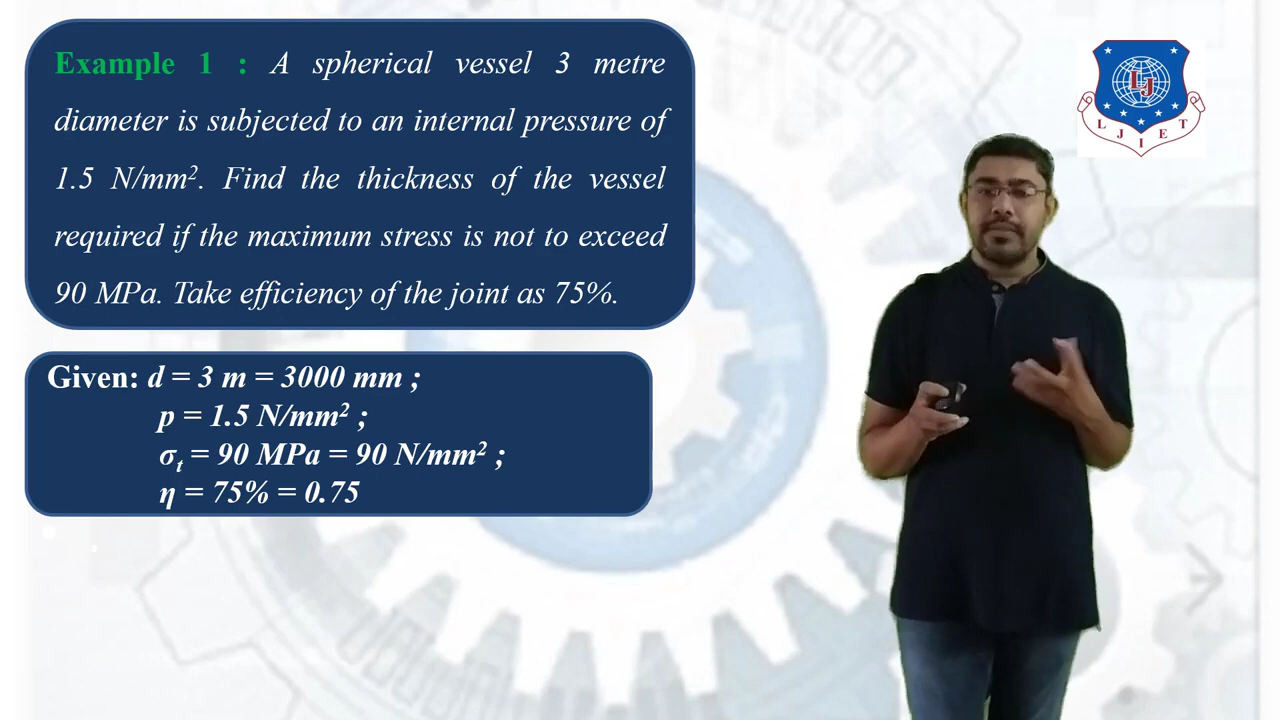 Example 1 : A spherical vessel 3 metre
diameter is subjected to an internal pressure of
1.5 N/mm². Find the thickness of the vessel
required if the maximum stress is not to exceed
90 MPa. Take efficiency of the joint as 75%.
Given: d = 3 m = 3000 mm ;
p = 1.5 N/mm² ;
σt = 90 MPa = 90 N/mm² ;
η = 75% = 0.75
LJ
L J I E T